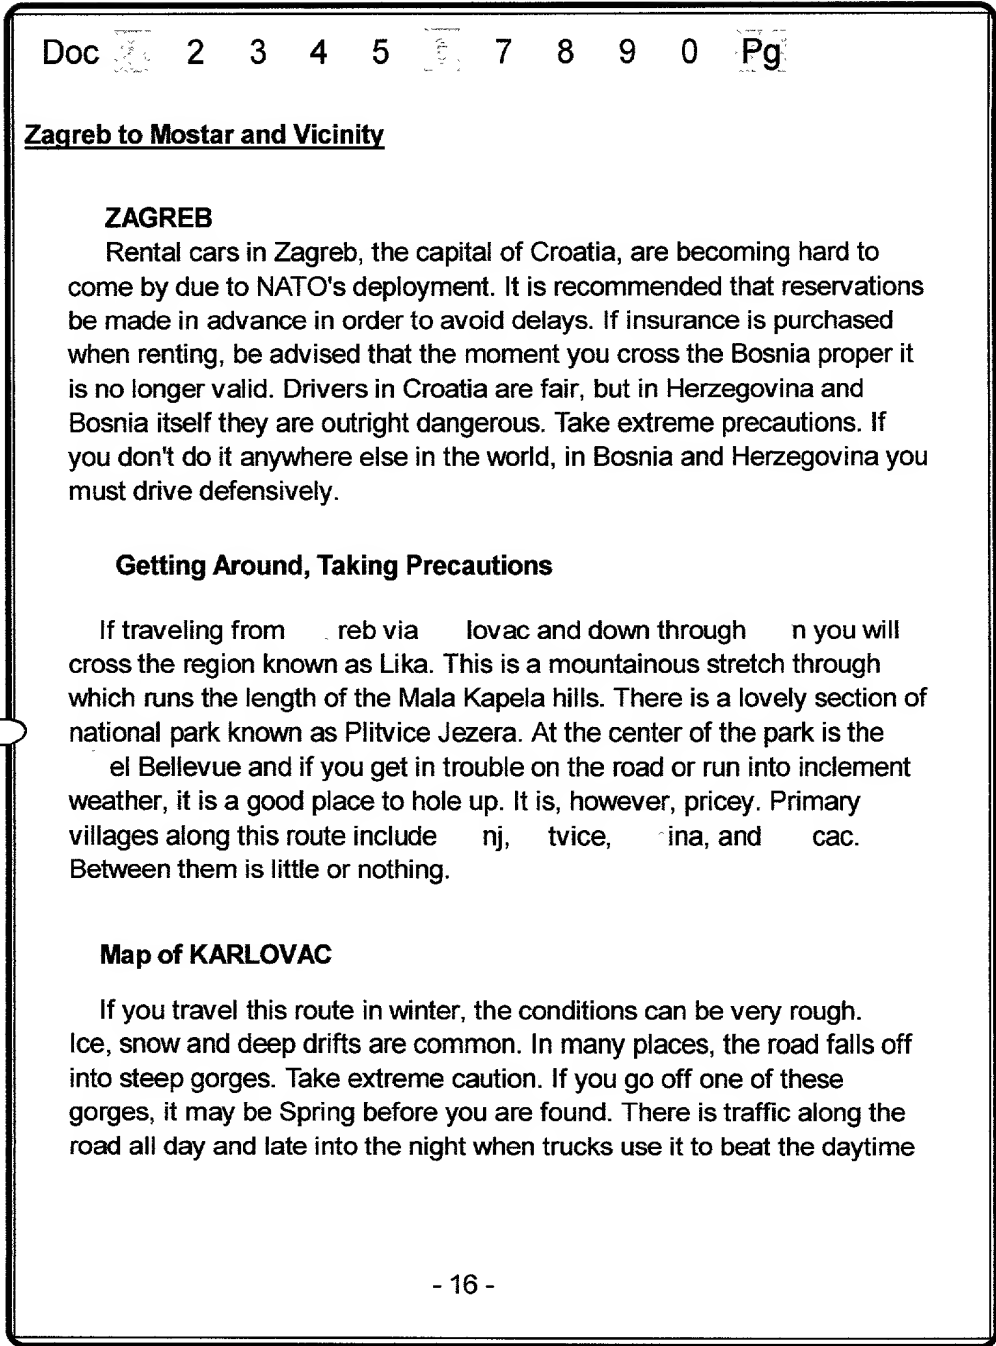 Doc 2 3 4 5 7 8 9 0 Pg
Zagreb to Mostar and Vicinity
ZAGREB
Rental cars in Zagreb, the capital of Croatia, are becoming hard to
come by due to NATO's deployment. It is recommended that reservations
be made in advance in order to avoid delays. If insurance is purchased
when renting, be advised that the moment you cross the Bosnia proper it
is no longer valid. Drivers in Croatia are fair, but in Herzegovina and
Bosnia itself they are outright dangerous. Take extreme precautions. If
you don't do it anywhere else in the world, in Bosnia and Herzegovina you
must drive defensively.
Getting Around, Taking Precautions
If traveling from reb via lovac and down through n you will
cross the region known as Lika. This is a mountainous stretch through
which runs the length of the Mala Kapela hills. There is a lovely section of
national park known as Plitvice Jezera. At the center of the park is the
el Bellevue and if you get in trouble on the road or run into inclement
weather, it is a good place to hole up. It is, however, pricey. Primary
villages along this route include nj, tvice, ina, and cac.
Between them is little or nothing.
Map of KARLOVAC
If you travel this route in winter, the conditions can be very rough.
Ice, snow and deep drifts are common. In many places, the road falls off
into steep gorges. Take extreme caution. If you go off one of these
gorges, it may be Spring before you are found. There is traffic along the
road all day and late into the night when trucks use it to beat the daytime
- 16 -